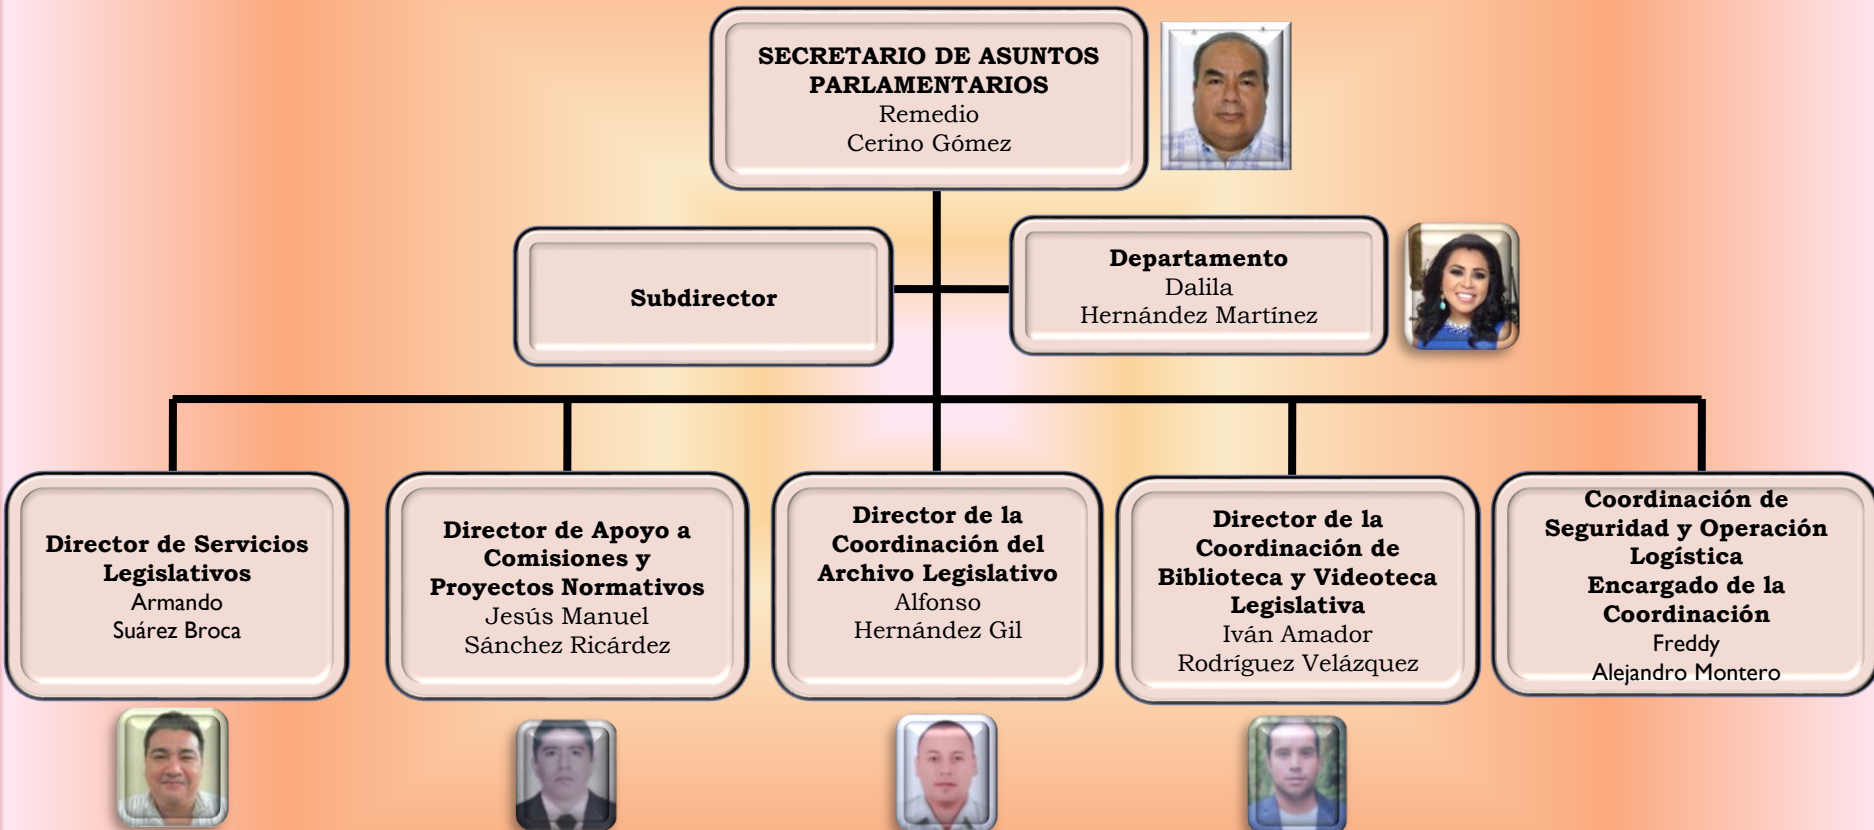 SECRETARIO DE ASUNTOS
PARLAMENTARIOS
Remedio
Cerino Gómez
Subdirector
Departamento
Dalila
Hernández Martínez
Director de Servicios
Legislativos
Armando
Suárez Broca
Director de Apoyo a
Comisiones y
Proyectos Normativos
Jesús Manuel
Sánchez Ricárdez
Director de la
Coordinación del
Archivo Legislativo
Alfonso
Hernández Gil
Director de la
Coordinación de
Biblioteca y Videoteca
Legislativa
Iván Amador
Rodríguez Velázquez
Coordinación de
Seguridad y Operación
Logística
Encargado de la
Coordinación
Freddy
Alejandro Montero